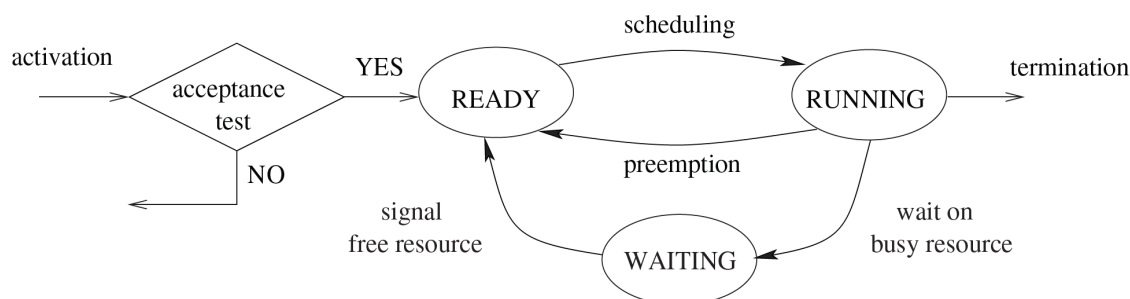 scheduling
activation
YES
termination
acceptance
test
READY
RUNNING
NO
preemption
signal
free resource
wait on
busy resource
WAITING